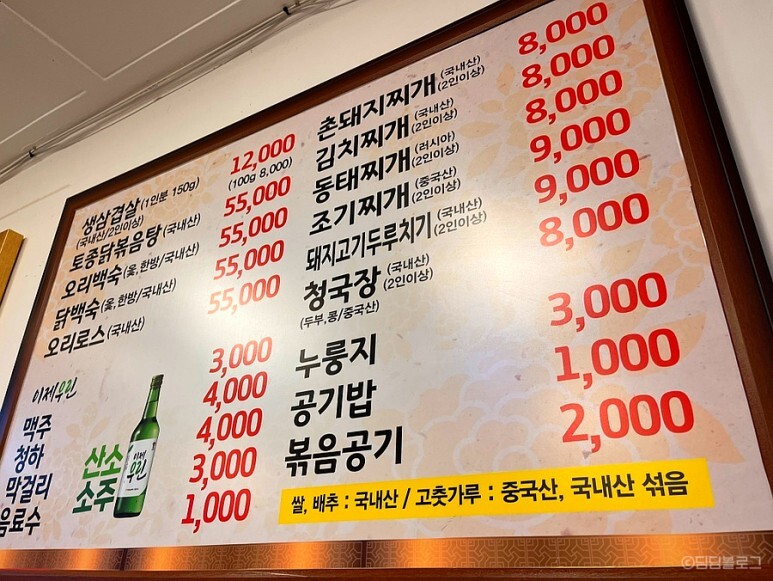 생삼겹살 (1인분 150g) 12,000
(국내산/2인이상) (100g 8,000)
토종닭볶음탕 (국내산) 55,000
오리백숙 (옻,한방/국내산) 55,000
닭백숙 (옻,한방/국내산) 55,000
오리로스 (국내산) 55,000
이제우린 3,000
맥주 4,000
청하 4,000
막걸리 3,000
음료수 1,000
산소
소주
이제
우린
촌돼지찌개 (국내산) (2인이상) 8,000
김치찌개 (국내산) (2인이상) 8,000
동태찌개 (러시아) (2인이상) 8,000
조기찌개 (중국산) (2인이상) 9,000
돼지고기두루치기 (국내산) (2인이상) 9,000
청국장 (국내산) (2인이상) 8,000
(두부,콩/중국산)
누룽지 3,000
공기밥 1,000
볶음공기 2,000
쌀, 배추 : 국내산 / 고춧가루 : 중국산, 국내산 섞음
©딤딤블로그